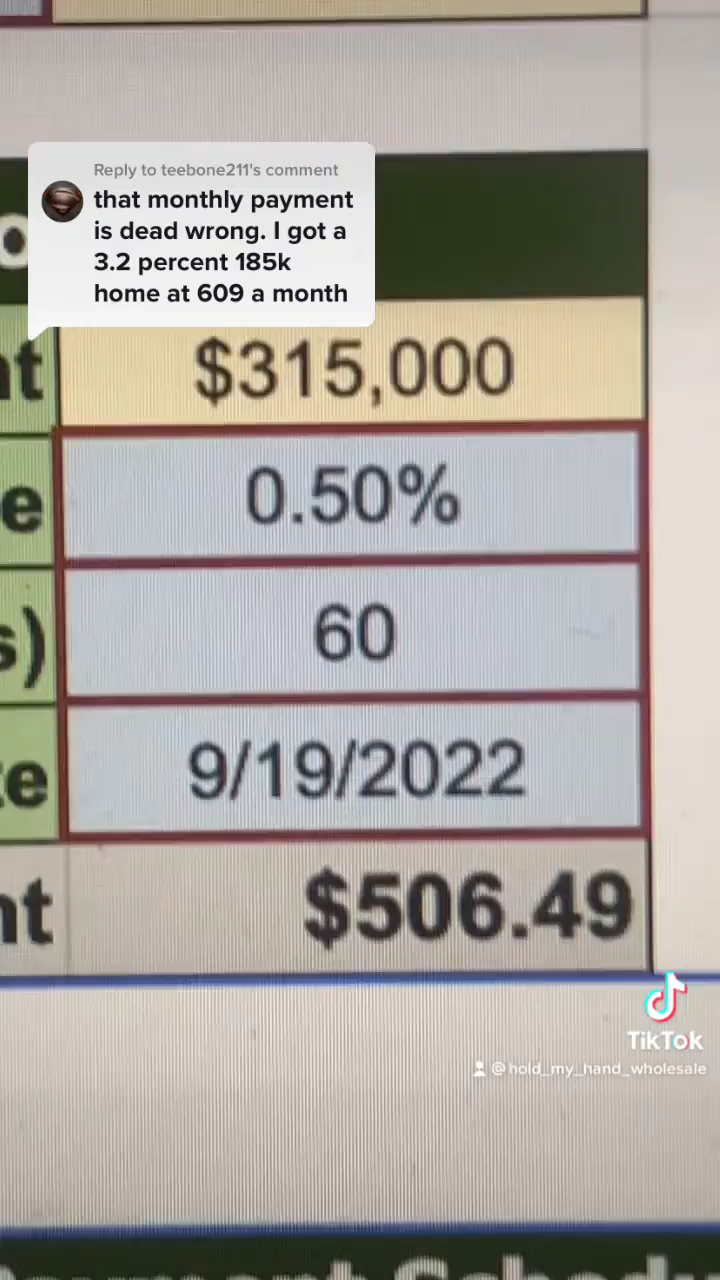 Reply to teebone211's comment
that monthly payment
is dead wrong. I got a
3.2 percent 185k
home at 609 a month
$315,000
0.50%
60
9/19/2022
$506.49
TikTok
@hold_my_hand_wholesale